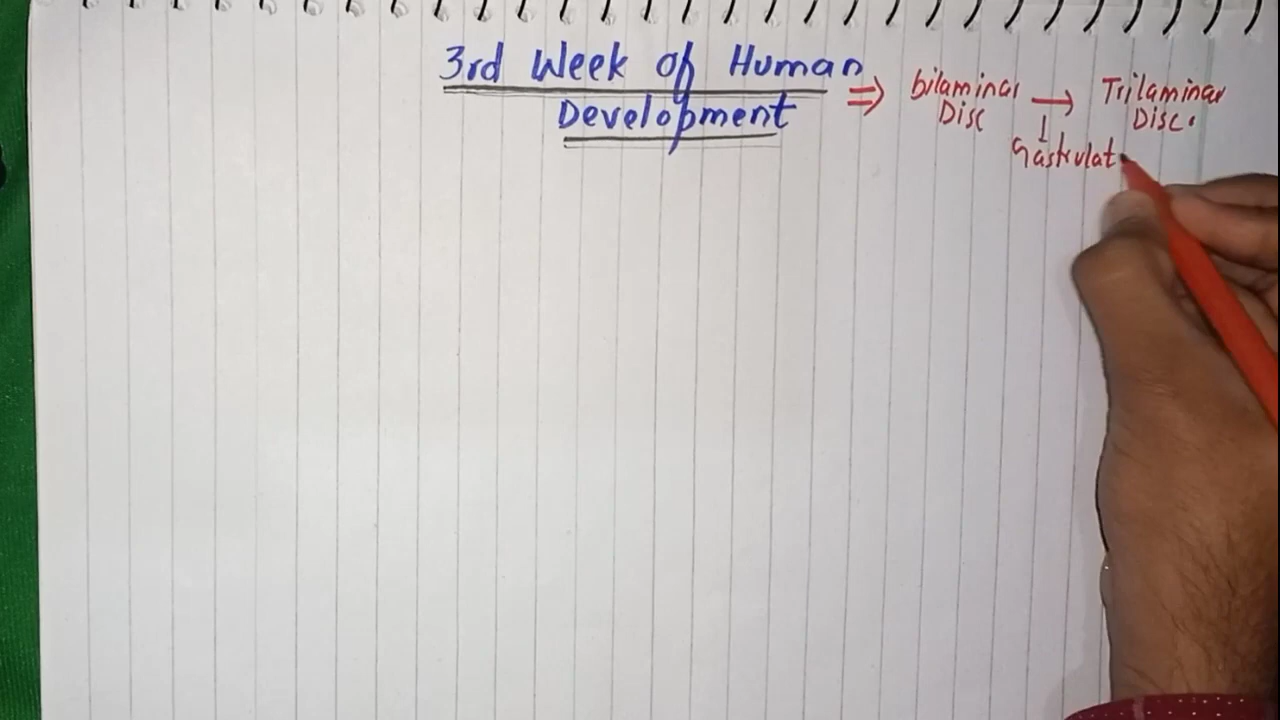 3rd Week of Human
Development
⇒ bilaminar → Trilaminar
Disc Disc.
↓
Gastrulat